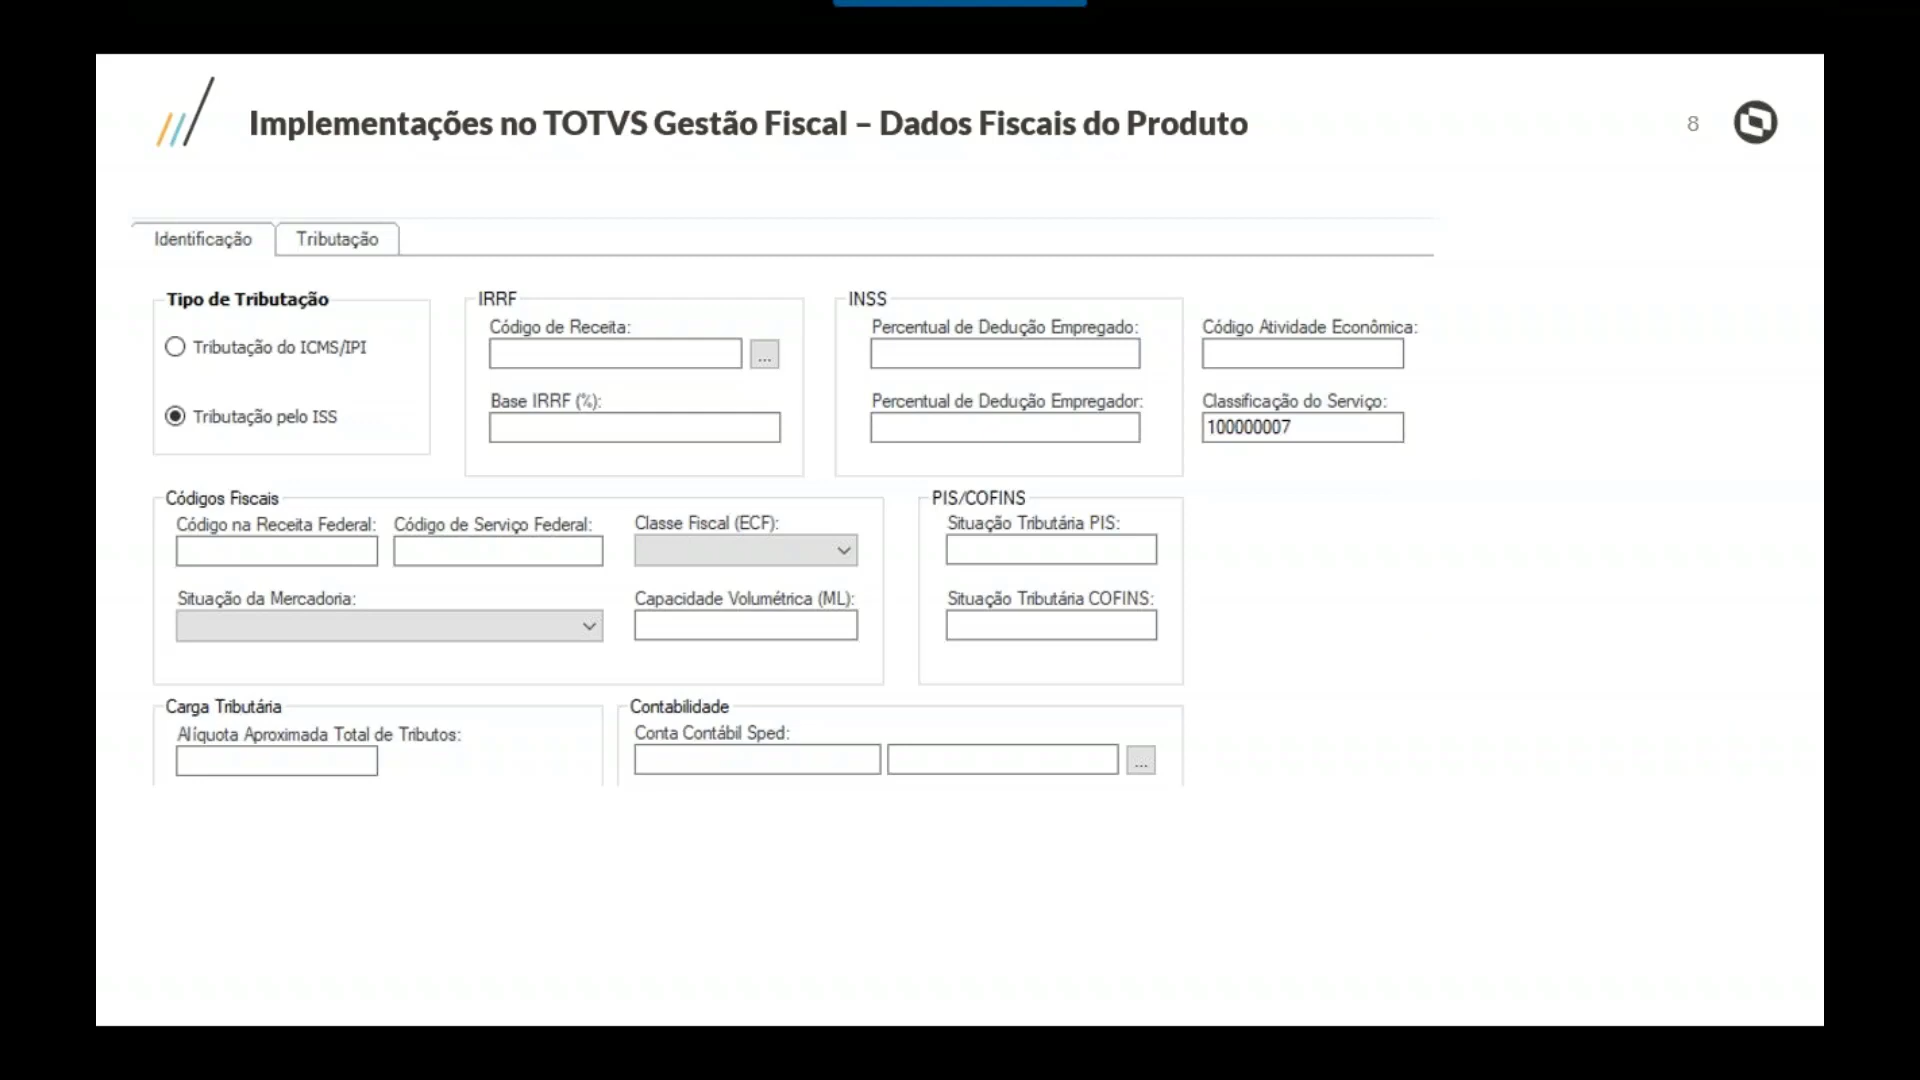 Implementações no TOTVS Gestão Fiscal – Dados Fiscais do Produto
8
Identificação
Tributação
Tipo de Tributação
Tributação do ICMS/IPI
Tributação pelo ISS
IRRF
Código de Receita:
...
Base IRRF (%):
INSS
Percentual de Dedução Empregado:
Percentual de Dedução Empregador:
Código Atividade Econômica:
Classificação do Serviço:
100000007
Códigos Fiscais
Código na Receita Federal:
Código de Serviço Federal:
Classe Fiscal (ECF):
Situação da Mercadoria:
Capacidade Volumétrica (ML):
PIS/COFINS
Situação Tributária PIS:
Situação Tributária COFINS:
Carga Tributária
Alíquota Aproximada Total de Tributos:
Contabilidade
Conta Contábil Sped:
...